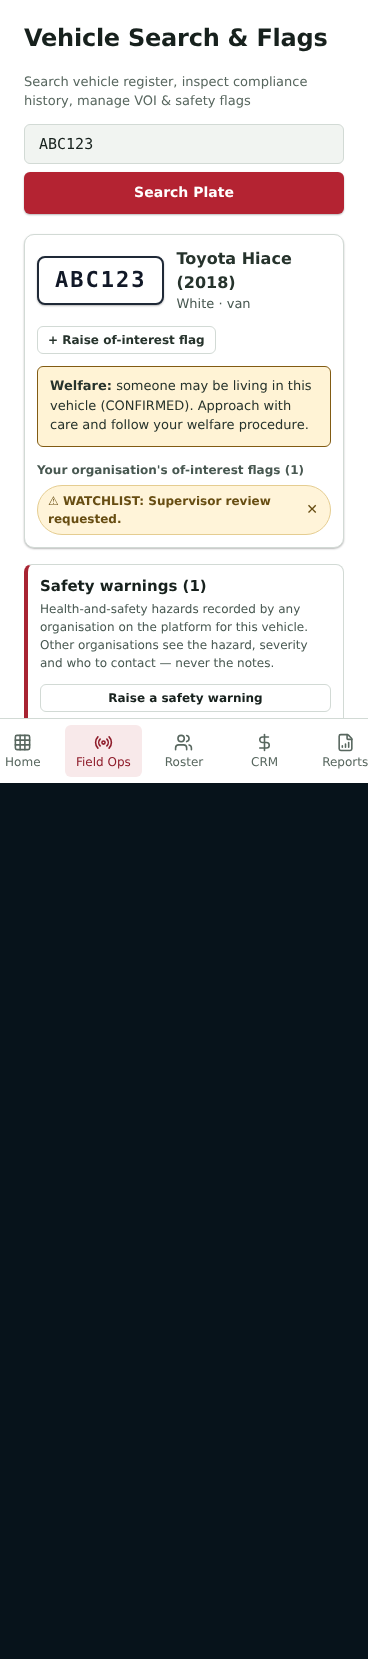 Vehicle Search & Flags
Search vehicle register, inspect compliance
history, manage VOI & safety flags
ABC123
Search Plate
ABC123
Toyota Hiace
(2018)
White · van
+ Raise of-interest flag
Welfare: someone may be living in this
vehicle (CONFIRMED). Approach with
care and follow your welfare procedure.
Your organisation's of-interest flags (1)
⚠ WATCHLIST: Supervisor review
requested.
✕
Safety warnings (1)
Health-and-safety hazards recorded by any
organisation on the platform for this vehicle.
Other organisations see the hazard, severity
and who to contact — never the notes.
Raise a safety warning
Home
Field Ops
Roster
CRM
Reports